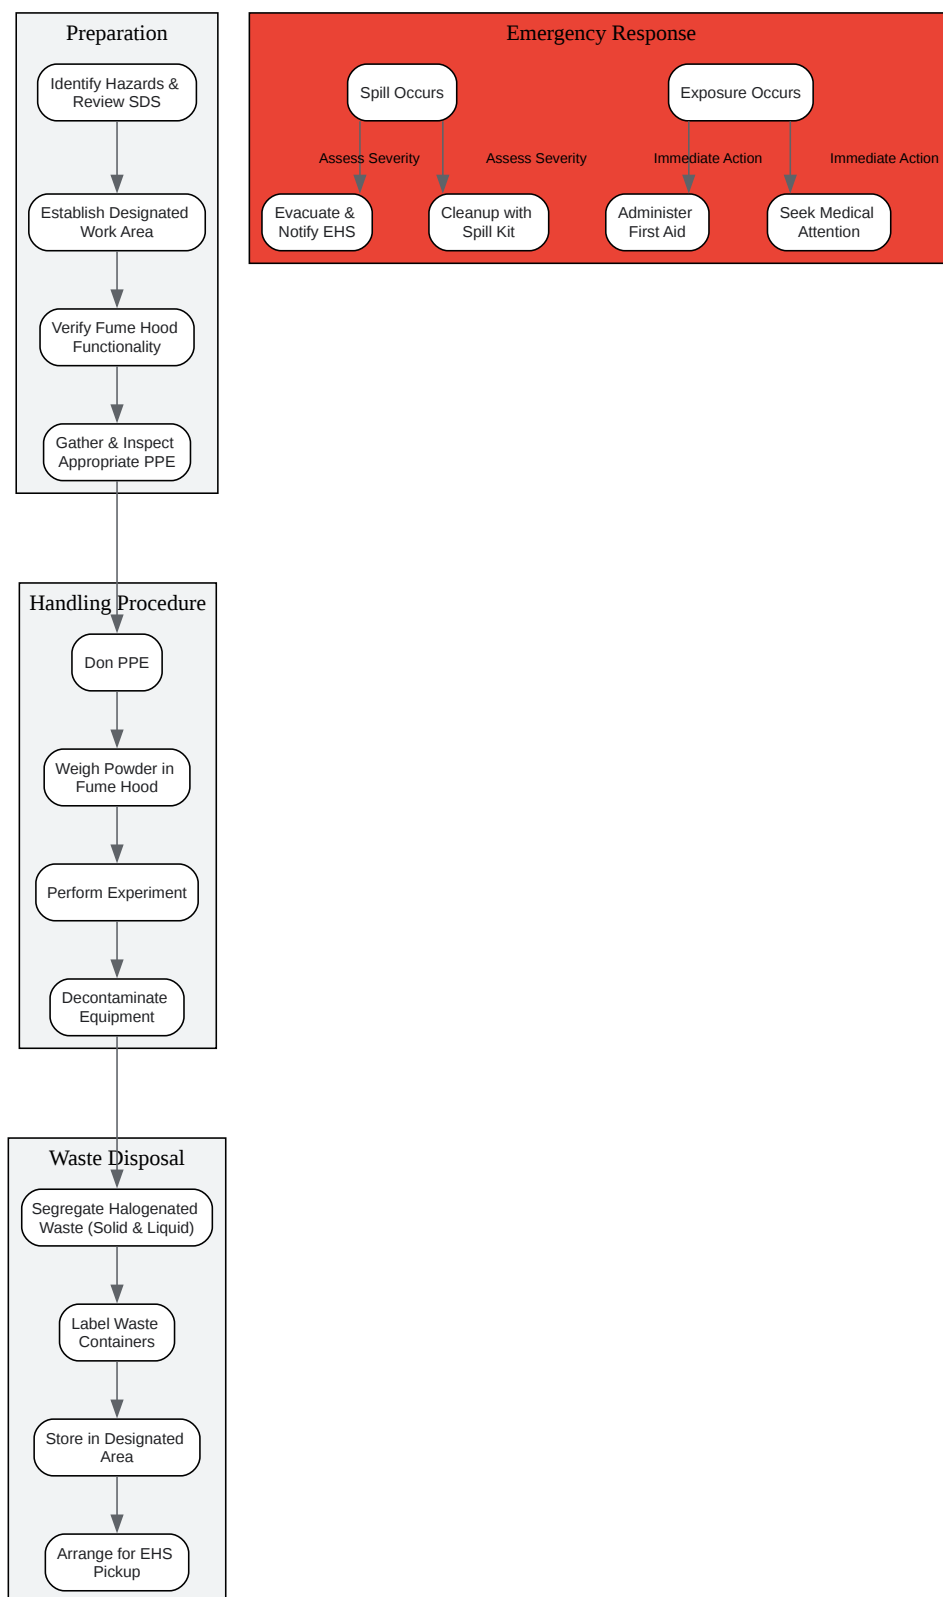 Preparation
Identify Hazards &
Review SDS
Establish Designated
Work Area
Verify Fume Hood
Functionality
Gather & Inspect
Appropriate PPE
Emergency Response
Spill Occurs
Exposure Occurs
Assess Severity
Assess Severity
Immediate Action
Immediate Action
Evacuate &
Notify EHS
Cleanup with
Spill Kit
Administer
First Aid
Seek Medical
Attention
Handling Procedure
Don PPE
Weigh Powder in
Fume Hood
Perform Experiment
Decontaminate
Equipment
Waste Disposal
Segregate Halogenated
Waste (Solid & Liquid)
Label Waste
Containers
Store in Designated
Area
Arrange for EHS
Pickup